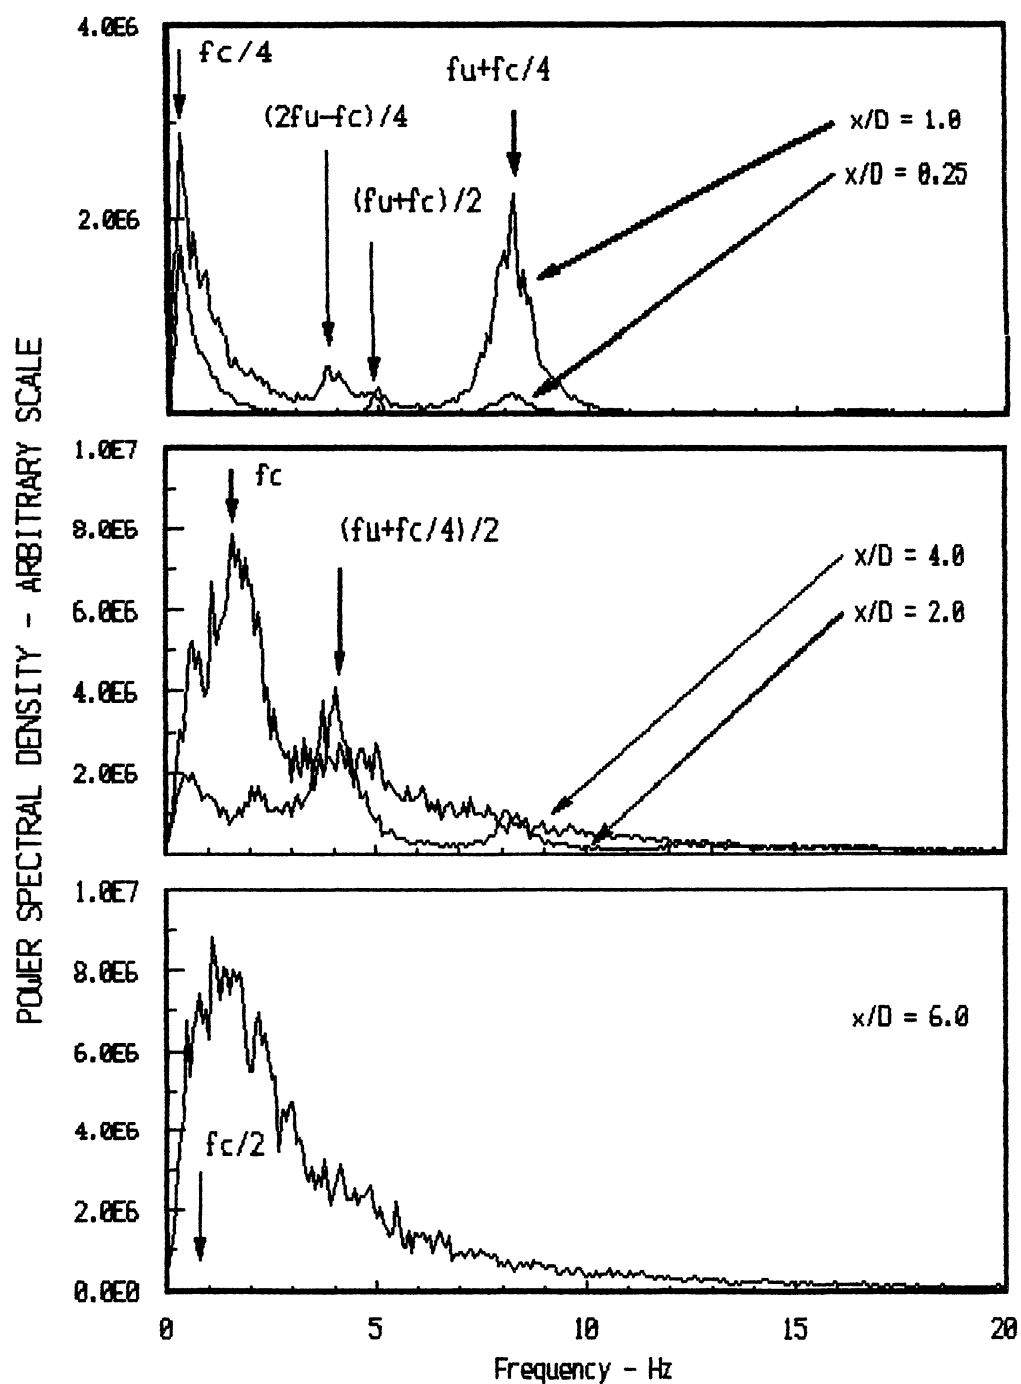 POWER SPECTRAL DENSITY - ARBITRARY SCALE
4.0E6
2.0E6
fc/4
(2fu-fc)/4
(fu+fc)/2
fu+fc/4
x/D = 1.0
x/D = 0.25
1.0E7
8.0E6
6.0E6
4.0E6
2.0E6
fc
(fu+fc/4)/2
x/D = 4.0
x/D = 2.0
1.0E7
8.0E6
6.0E6
4.0E6
2.0E6
0.0E0
fc/2
x/D = 6.0
0 5 10 15 20
Frequency - Hz